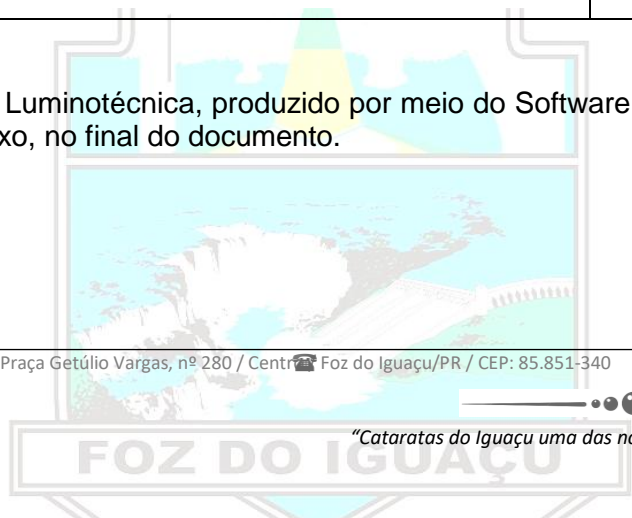 Luminotécnica, produzido por meio do Software
xo, no final do documento.
Praça Getúlio Vargas, nº 280 / Centr☎ Foz do Iguaçu/PR / CEP: 85.851-340
“Cataratas do Iguaçu uma das
FOZ DO IGUAÇU